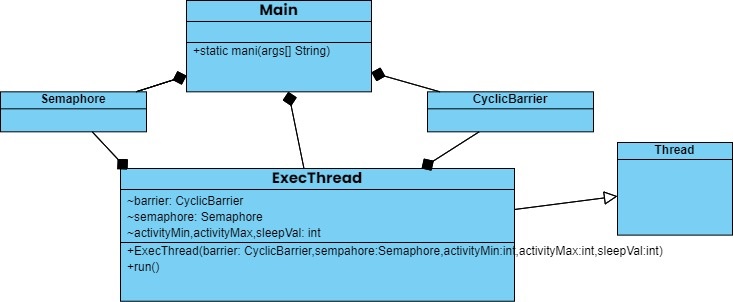 Main
+static mani(args[] String)
Semaphore
CyclicBarrier
Thread
ExecThread
~barrier: CyclicBarrier
~semaphore: Semaphore
~activityMin,activityMax,sleepVal: int
+ExecThread(barrier: CyclicBarrier,sempahore:Semaphore,activityMin:int,activityMax:int,sleepVal:int)
+run()